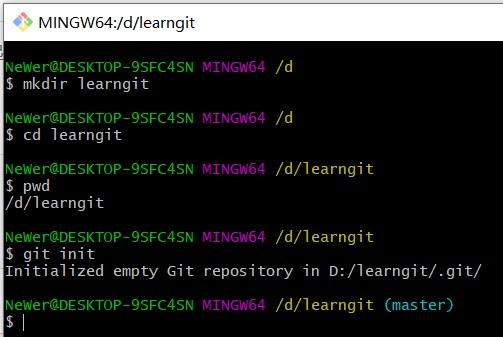 MINGW64:/d/learngit
NeWer@DESKTOP-9SFC4SN MINGW64 /d
$ mkdir learngit
NeWer@DESKTOP-9SFC4SN MINGW64 /d
$ cd learngit
NeWer@DESKTOP-9SFC4SN MINGW64 /d/learngit
$ pwd
/d/learngit
NeWer@DESKTOP-9SFC4SN MINGW64 /d/learngit
$ git init
Initialized empty Git repository in D:/learngit/.git/
NeWer@DESKTOP-9SFC4SN MINGW64 /d/learngit (master)
$